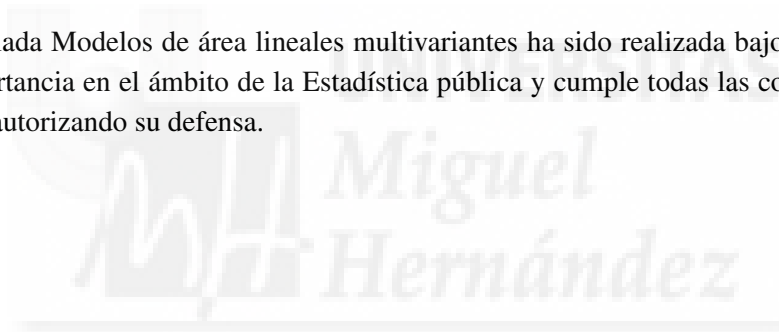 ada Modelos de área lineales multivariantes ha sido realizada bajo
rtancia en el ámbito de la Estadística pública y cumple todas las co
autorizando su defensa.
UNIVERSITAS
Miguel
Hernández